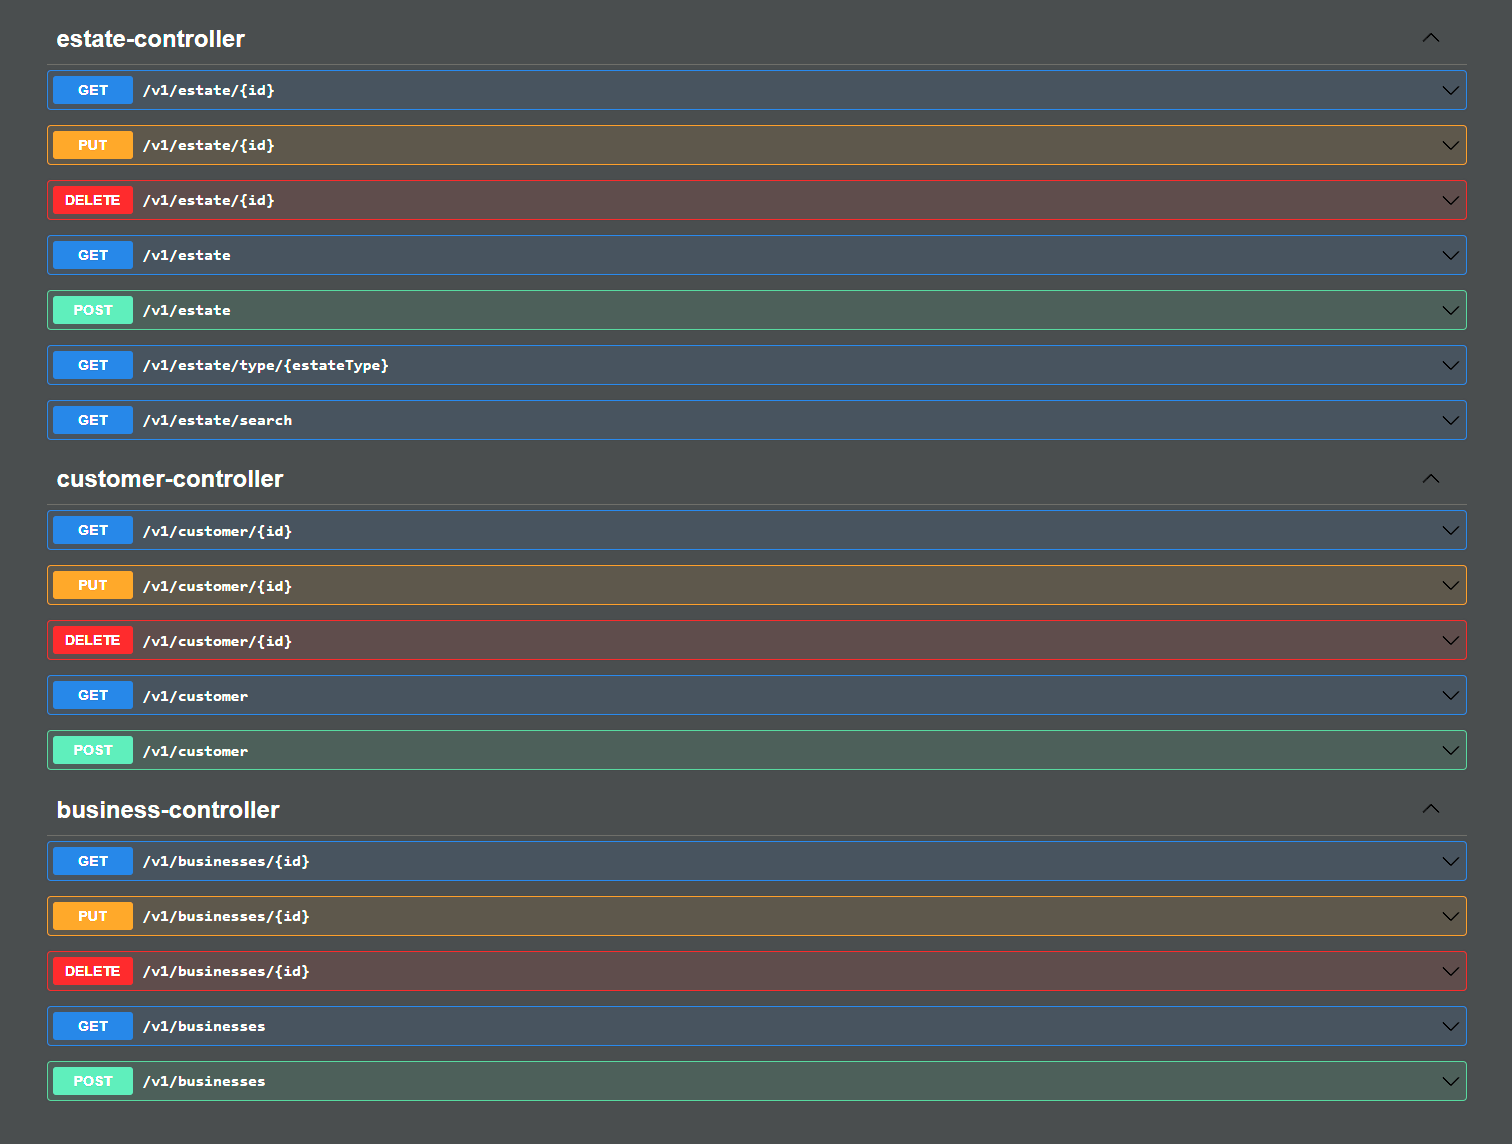 estate-controller
GET /v1/estate/{id}
PUT /v1/estate/{id}
DELETE /v1/estate/{id}
GET /v1/estate
POST /v1/estate
GET /v1/estate/type/{estateType}
GET /v1/estate/search
customer-controller
GET /v1/customer/{id}
PUT /v1/customer/{id}
DELETE /v1/customer/{id}
GET /v1/customer
POST /v1/customer
business-controller
GET /v1/businesses/{id}
PUT /v1/businesses/{id}
DELETE /v1/businesses/{id}
GET /v1/businesses
POST /v1/businesses